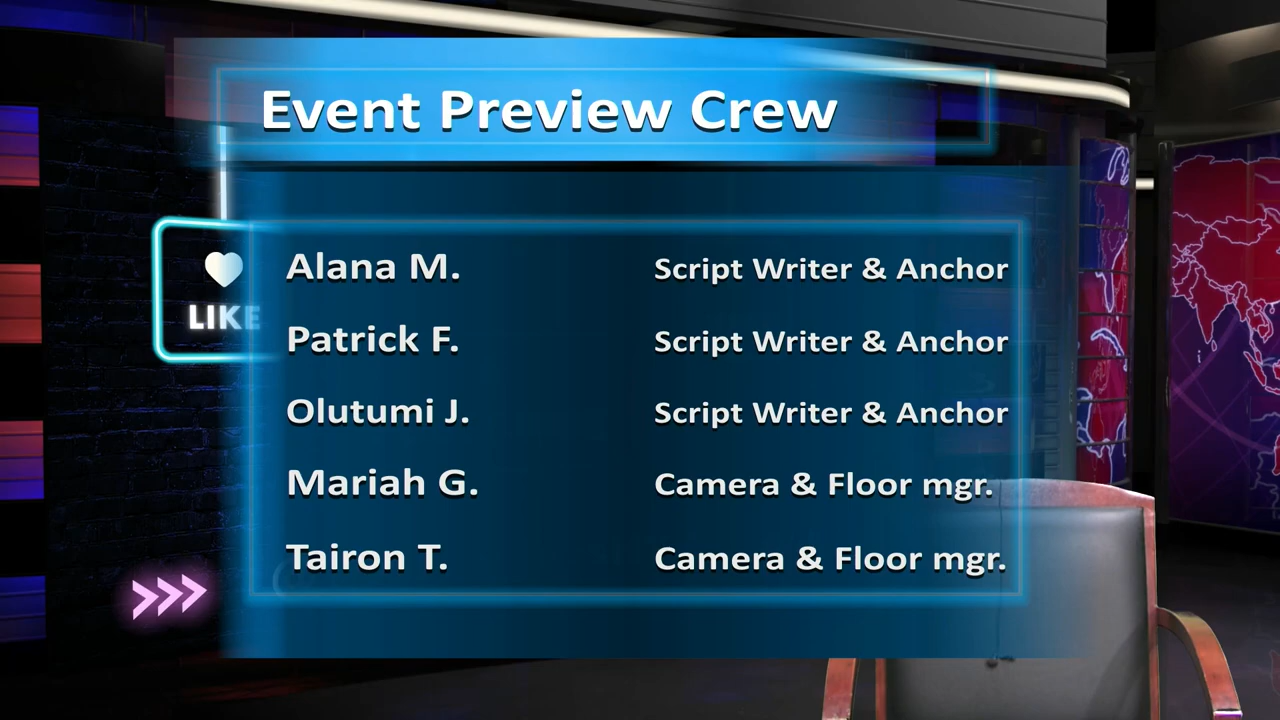 Event Preview Crew
LIKE
Alana M. Script Writer & Anchor
Patrick F. Script Writer & Anchor
Olutumi J. Script Writer & Anchor
Mariah G. Camera & Floor mgr.
Tairon T. Camera & Floor mgr.